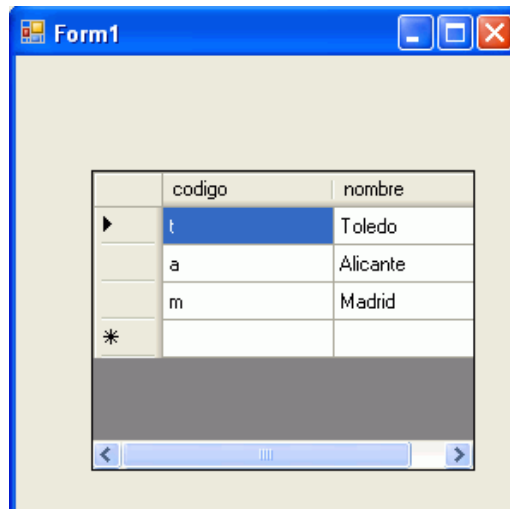 Form1
codigo nombre
t Toledo
a Alicante
m Madrid